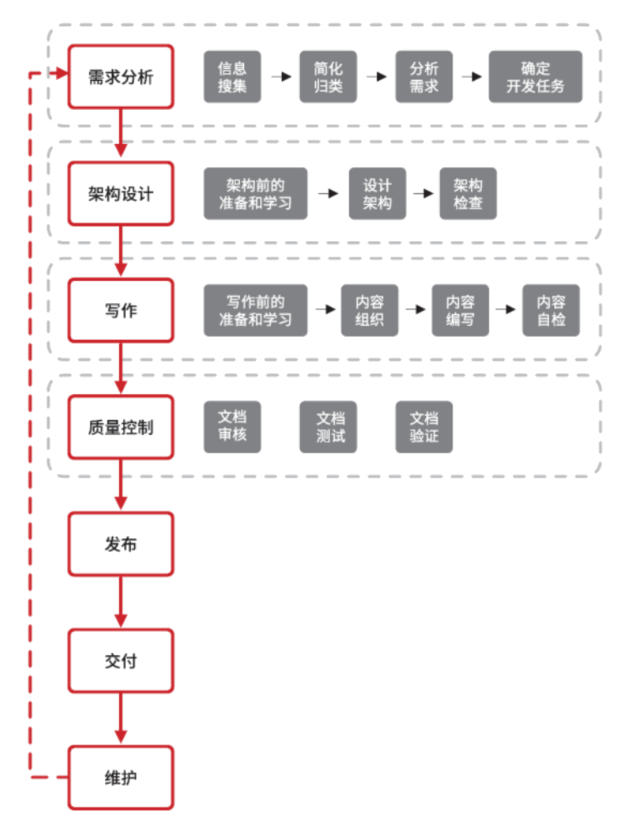 需求分析
信息
搜集
简化
归类
分析
需求
确定
开发任务
架构设计
架构前的
准备和学习
设计
架构
架构
检查
写作
写作前的
准备和学习
内容
组织
内容
编写
内容
自检
质量控制
文档
审核
文档
测试
文档
验证
发布
交付
维护